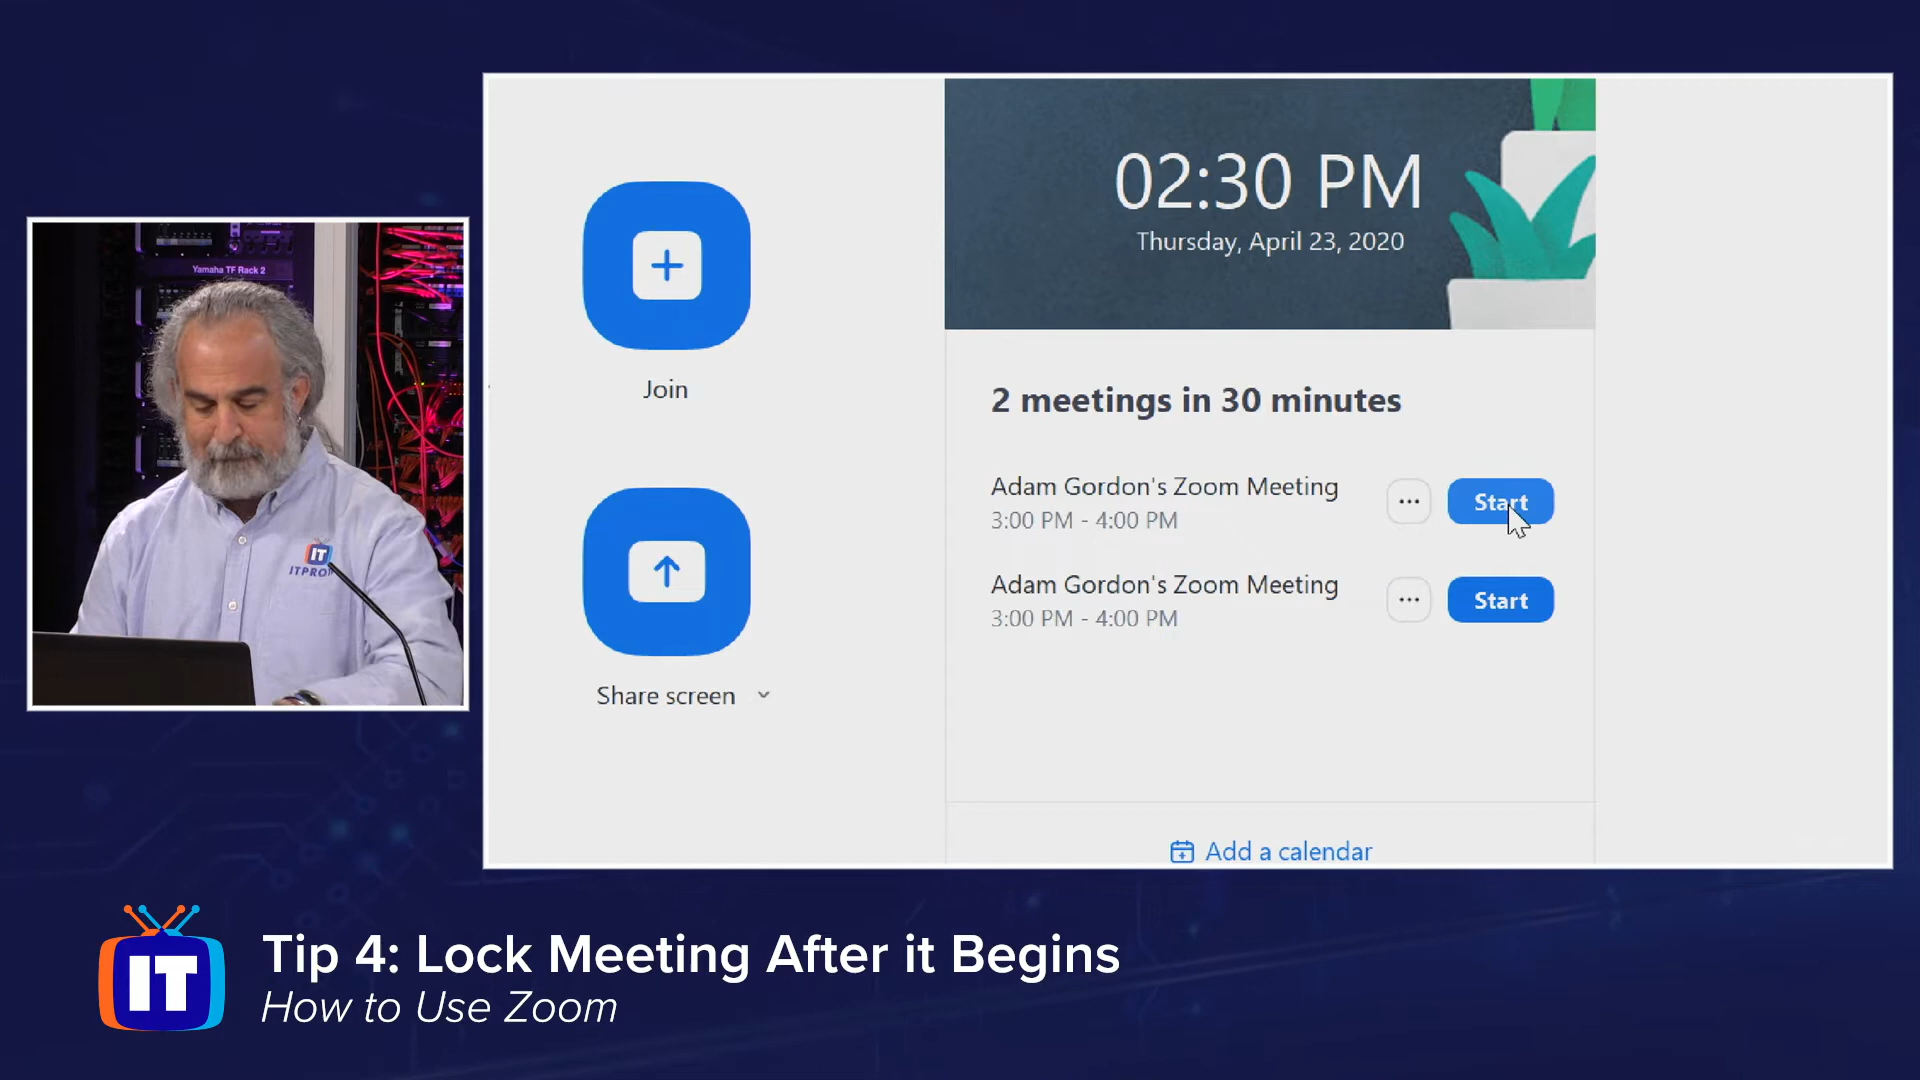 Yamaha TF Rack 2
IT
ITPRO
Join
Share screen
02:30 PM
Thursday, April 23, 2020
2 meetings in 30 minutes
Adam Gordon's Zoom Meeting
3:00 PM - 4:00 PM
Start
Adam Gordon's Zoom Meeting
3:00 PM - 4:00 PM
Start
Add a calendar
IT
Tip 4: Lock Meeting After it Begins
How to Use Zoom